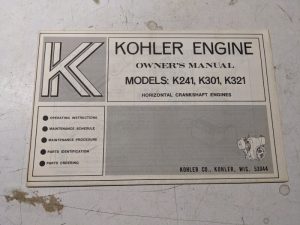 K
KOHLER ENGINE
OWNER'S MANUAL
MODELS: K241, K301, K321
HORIZONTAL CRANKSHAFT ENGINES
OPERATING INSTRUCTIONS
MAINTENANCE SCHEDULE
MAINTENANCE PROCEDURE
PARTS IDENTIFICATION
PARTS ORDERING
KOHLER CO., KOHLER, WIS. 53044